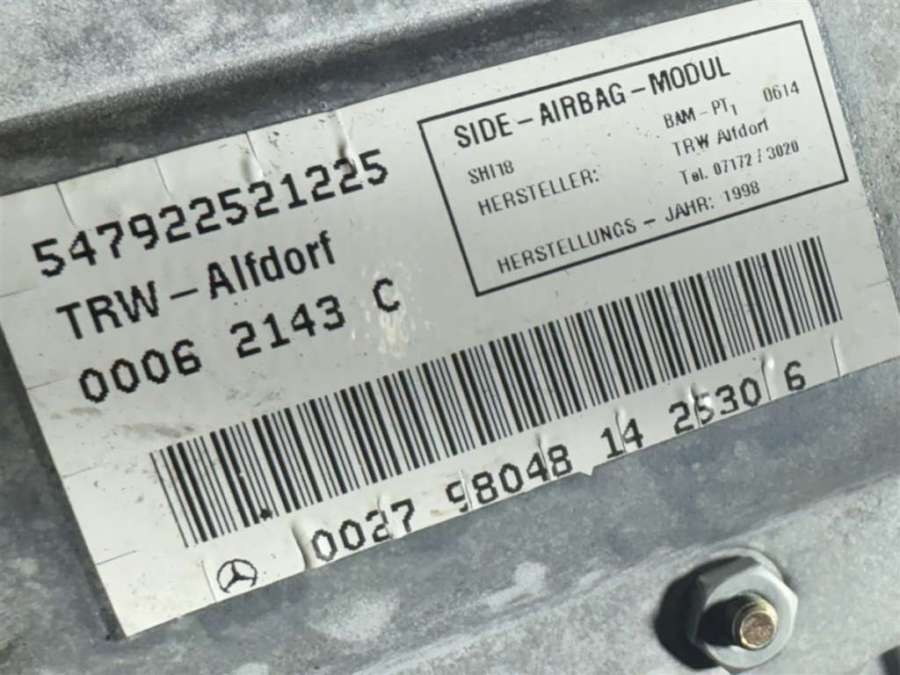 547922521225
TRW - Alfdorf
0006 2143 C
SIDE - AIRBAG - MODUL
SHI18 BAM - PT1 0614
HERSTELLER: TRW Alfdorf
Tel. 07172 / 3020
HERSTELLUNGS - JAHR: 1998
0027 98048 14 2530 6